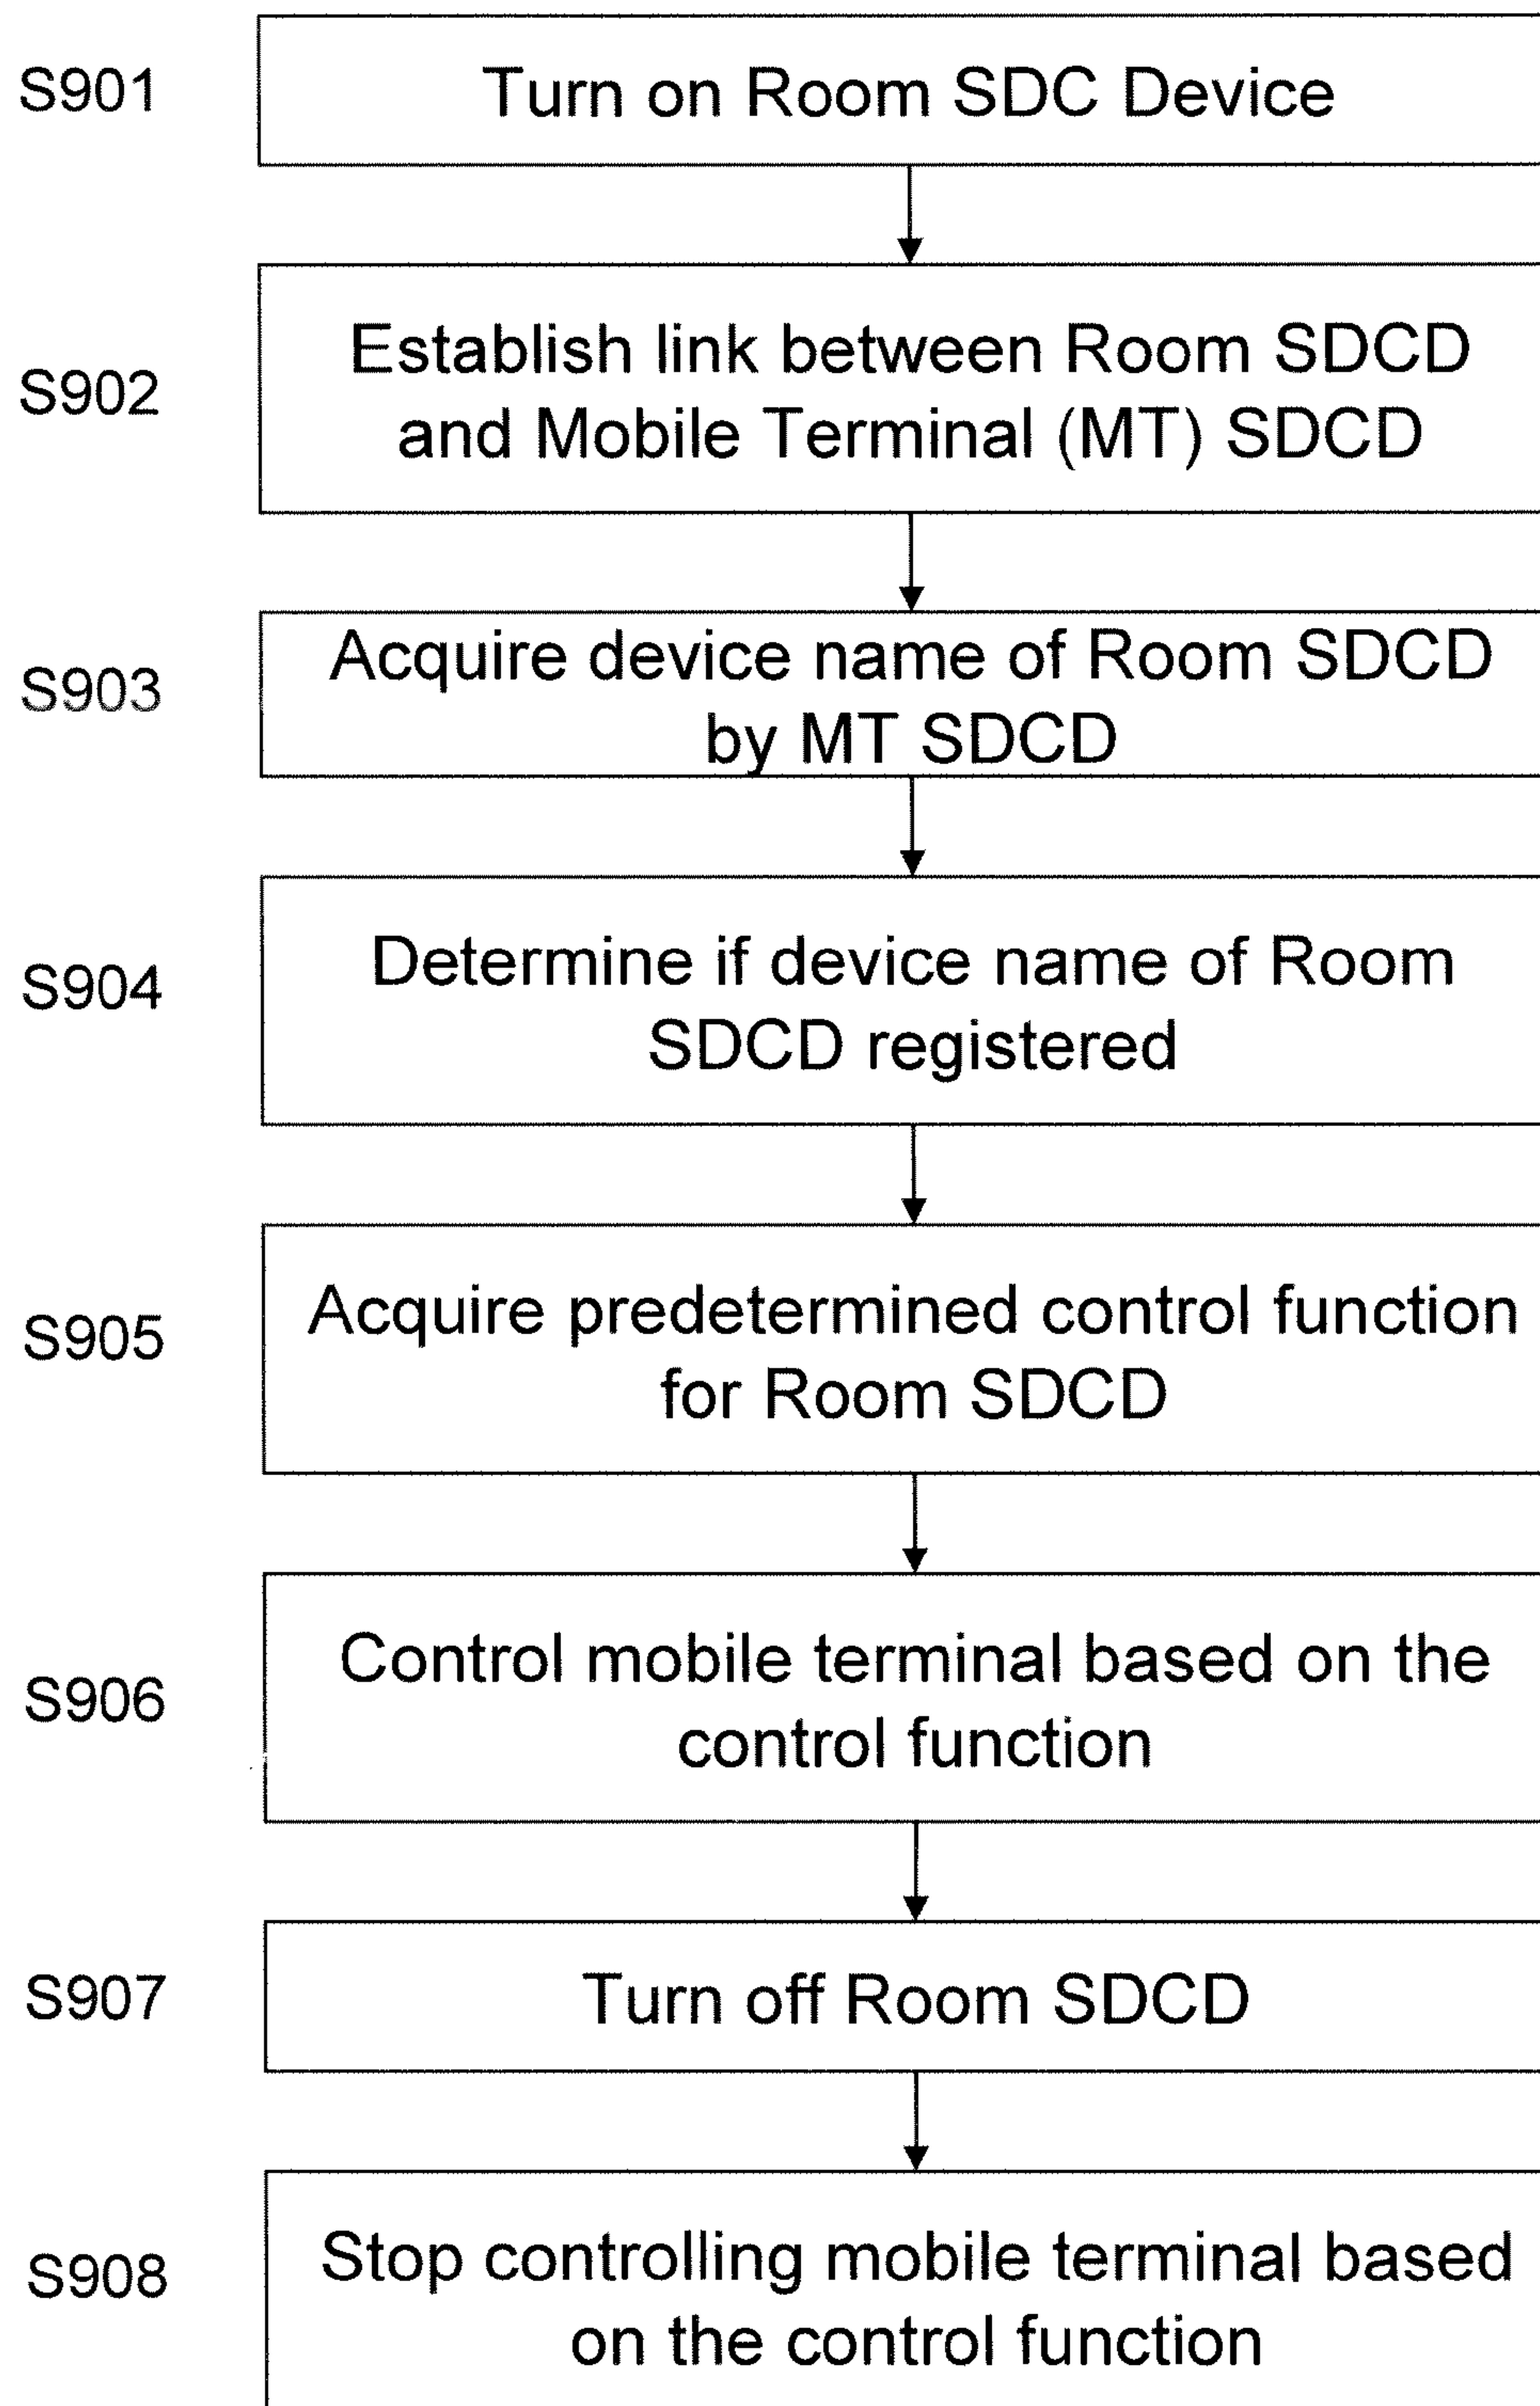 S901
Turn on Room SDC Device
S902
Establish link between Room SDCD
and Mobile Terminal (MT) SDCD
S903
Acquire device name of Room SDCD
by MT SDCD
S904
Determine if device name of Room
SDCD registered
S905
Acquire predetermined control function
for Room SDCD
S906
Control mobile terminal based on the
control function
S907
Turn off Room SDCD
S908
Stop controlling mobile terminal based
on the control function